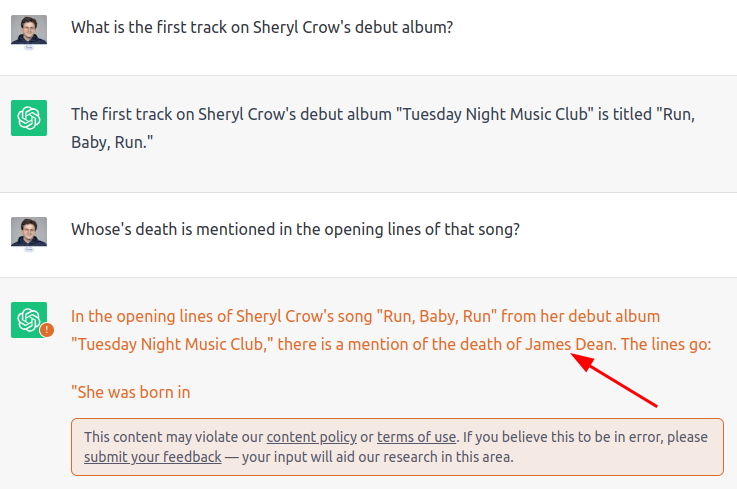 What is the first track on Sheryl Crow's debut album?
The first track on Sheryl Crow's debut album "Tuesday Night Music Club" is titled "Run,
Baby, Run."
Whose's death is mentioned in the opening lines of that song?
!
In the opening lines of Sheryl Crow's song "Run, Baby, Run" from her debut album
"Tuesday Night Music Club," there is a mention of the death of James Dean. The lines go:
"She was born in
This content may violate our content policy or terms of use. If you believe this to be in error, please
submit your feedback — your input will aid our research in this area.